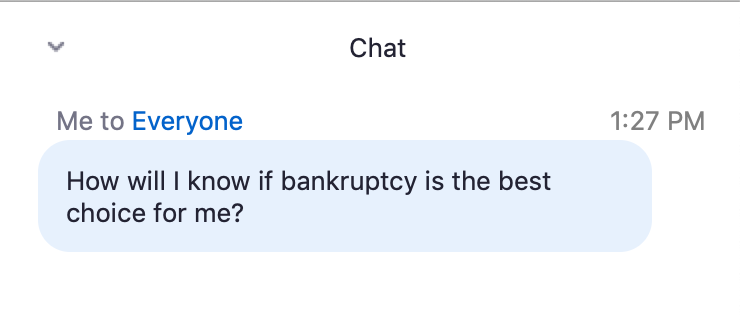 Chat
Me to Everyone 1:27 PM
How will I know if bankruptcy is the best
choice for me?